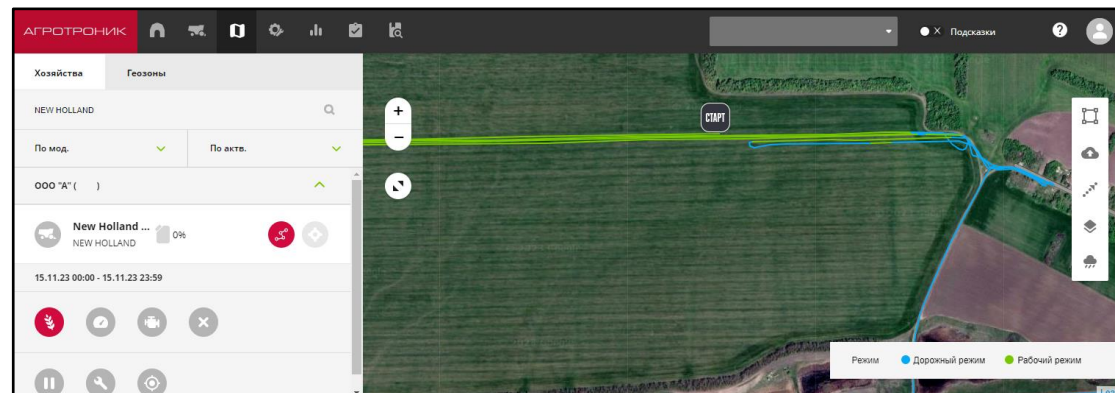 АГРОТРОНИК
Подсказки
Хозяйства Геозоны
NEW HOLLAND
По мод. По актв.
ООО "А" ( )
New Holland ...
NEW HOLLAND
0%
15.11.23 00:00 - 15.11.23 23:59
+
−
СТАРТ
Режим Дорожный режим Рабочий режим